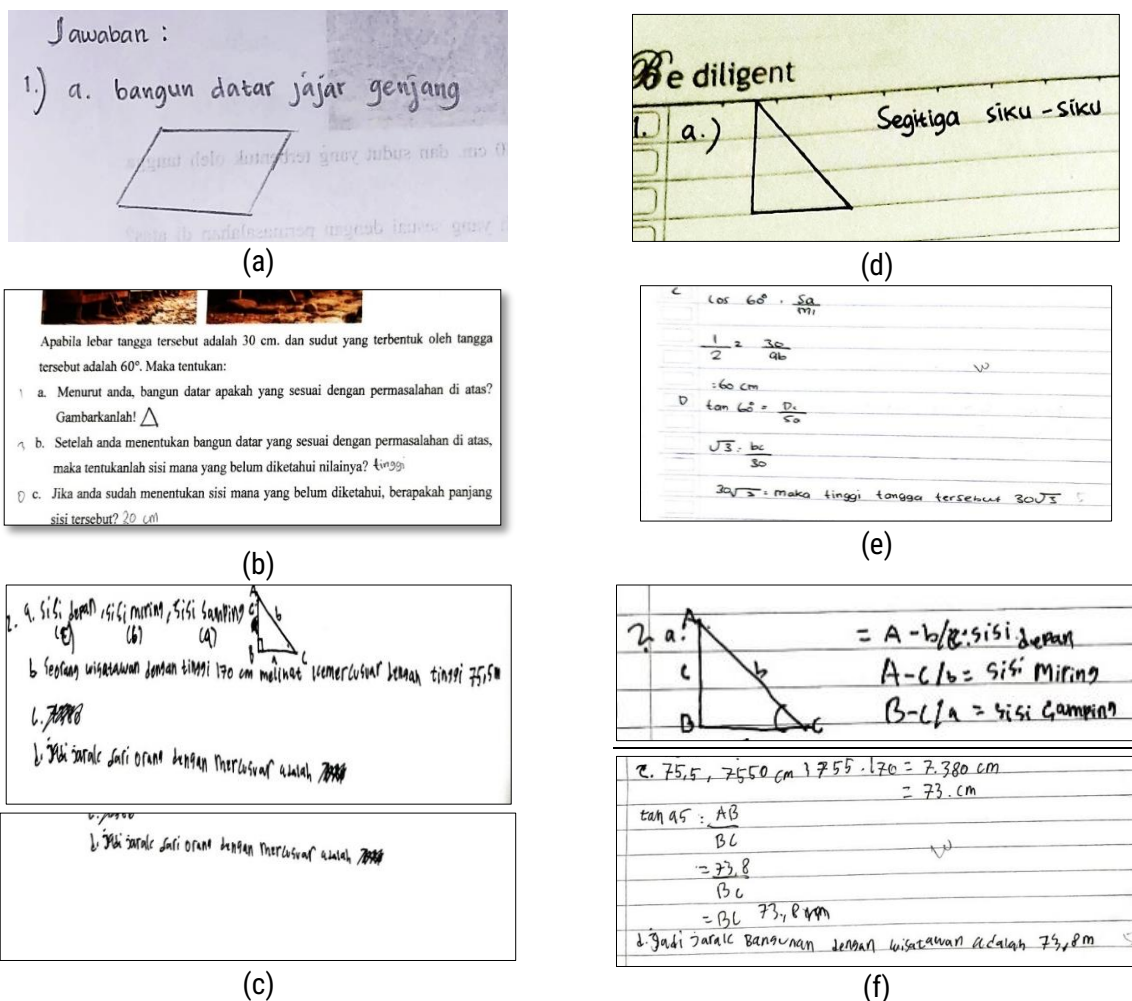 Jawaban :
1.) a. bangun datar jajar genjang
(a)
Apabila lebar tangga tersebut adalah 30 cm. dan sudut yang terbentuk oleh tangga
tersebut adalah 60°. Maka tentukan:
a. Menurut anda, bangun datar apakah yang sesuai dengan permasalahan di atas?
Gambarkanlah!
b. Setelah anda menentukan bangun datar yang sesuai dengan permasalahan di atas,
maka tentukanlah sisi mana yang belum diketahui nilainya? tinggi
c. Jika anda sudah menentukan sisi mana yang belum diketahui, berapakah panjang
sisi tersebut? 20 cm
(b)
a. sisi depan, sisi miring, sisi samping
(c) (b) (a)
A
c b
B a C
b seorang wisatawan dengan tinggi 170 cm melihat mercusuar dengan tinggi 75,5m
c.
d. jadi jarak dari orang dengan mercusuar adalah
d. jadi jarak dari orang dengan mercusuar adalah
(c)
Be diligent
1. a.) Segitiga siku-siku
(d)
cos 60° = sa/mi
1/2 = 30/ab
=60 cm
D tan 60° = De/sa
√3 = bc/30
30√3 = maka tinggi tangga tersebut 30√3
(e)
2. a. A = A-b/c = sisi depan
c b A-c/b = sisi Miring
B C B-c/a = sisi samping
c. 75,5, 7550 cm 7755.170 = 7.380 cm
= 73.cm
tan 45 = AB/BC
= 73,8/BC
= BC 73,8 m
d. Jadi jarak Bangunan dengan wisatawan adalah 73,8m
(f)